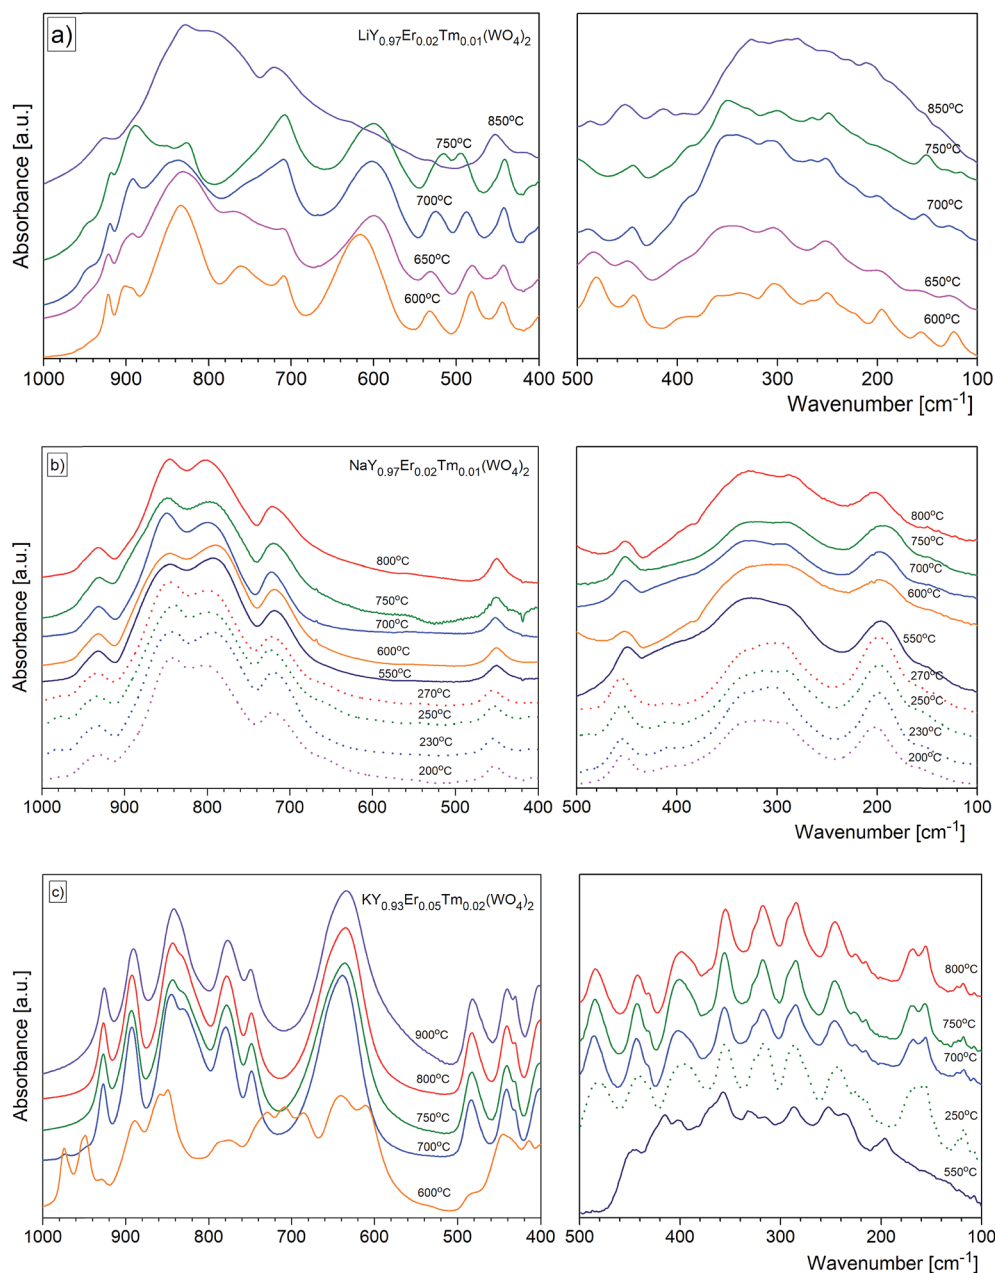 a)
LiY0.97Er0.02Tm0.01(WO4)2
Absorbance [a.u.]
850°C
750°C
700°C
650°C
600°C
1000 900 800 700 600 500 400
850°C
750°C
700°C
650°C
600°C
500 400 300 200 100
Wavenumber [cm-1]
b)
NaY0.97Er0.02Tm0.01(WO4)2
Absorbance [a.u.]
800°C
750°C
700°C
600°C
550°C
270°C
250°C
230°C
200°C
1000 900 800 700 600 500 400
800°C
750°C
700°C
600°C
550°C
270°C
250°C
230°C
200°C
500 400 300 200 100
Wavenumber [cm-1]
c)
KY0.93Er0.05Tm0.02(WO4)2
Absorbance [a.u.]
900°C
800°C
750°C
700°C
600°C
1000 900 800 700 600 500 400
800°C
750°C
700°C
250°C
550°C
500 400 300 200 100
Wavenumber [cm-1]